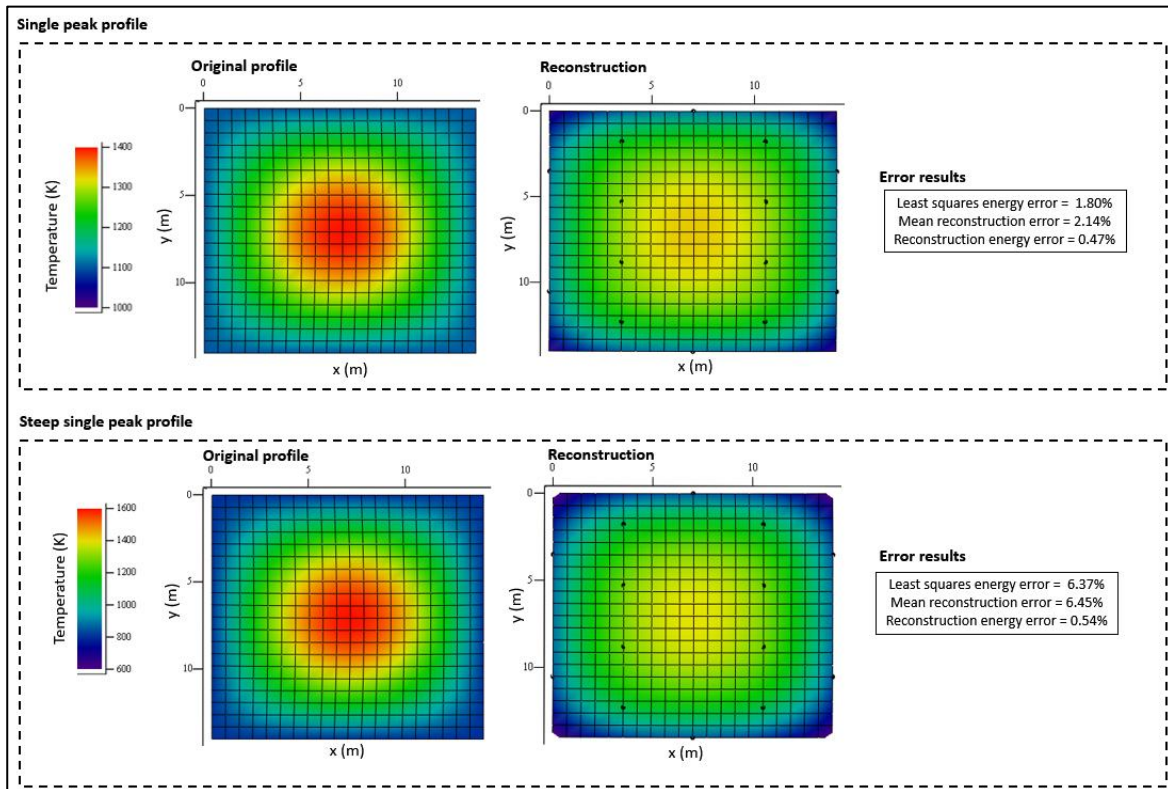 Single peak profile
Original profile
Reconstruction
0 5 10
0 5 10
Temperature (K)
1400
1300
1200
1100
1000
y (m)
0
5
10
x (m)
y (m)
0
5
10
x (m)
Error results
Least squares energy error = 1.80%
Mean reconstruction error = 2.14%
Reconstruction energy error = 0.47%
Steep single peak profile
Original profile
Reconstruction
0 5 10
0 5 10
Temperature (K)
1600
1400
1200
1000
800
600
y (m)
0
5
10
x (m)
y (m)
0
5
10
x (m)
Error results
Least squares energy error = 6.37%
Mean reconstruction error = 6.45%
Reconstruction energy error = 0.54%